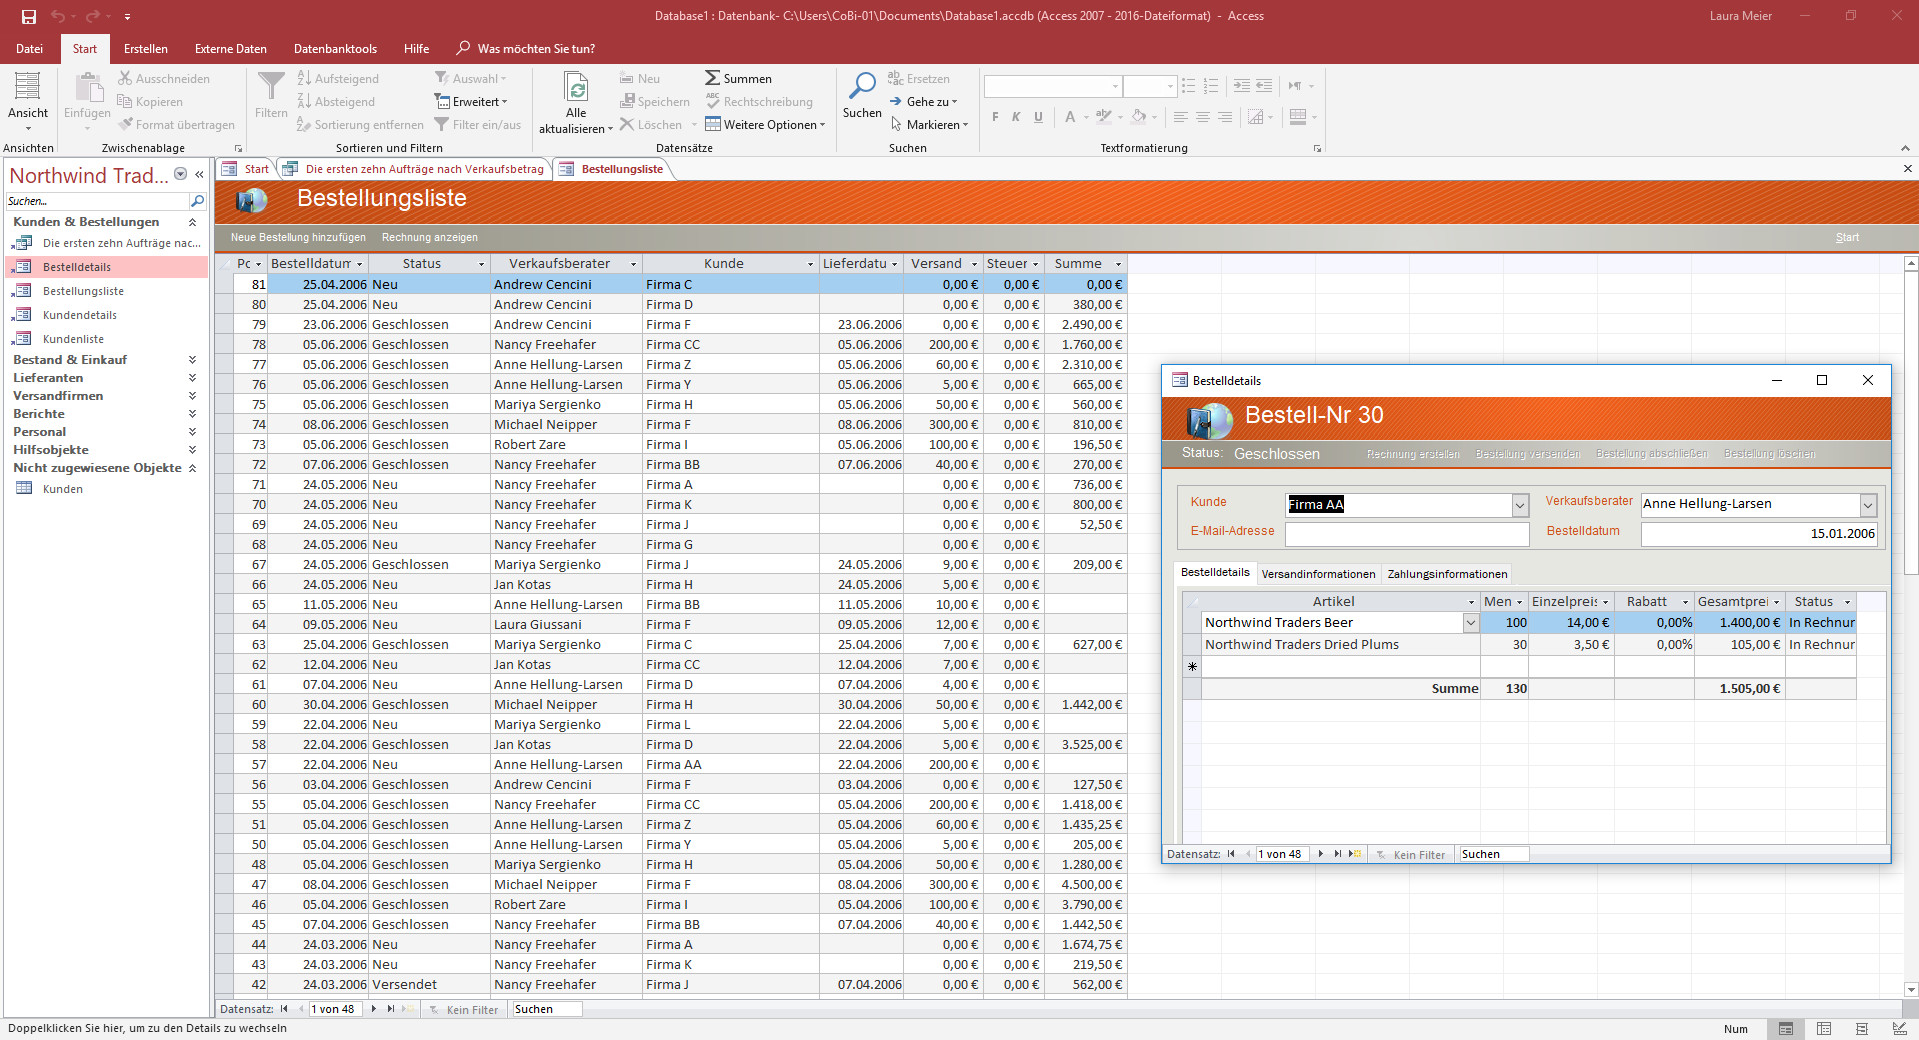 Database1 : Datenbank- C:\Users\CoBi-01\Documents\Database1.accdb (Access 2007 - 2016-Dateiformat) - Access
Laura Meier
Datei Start Erstellen Externe Daten Datenbanktools Hilfe Was möchten Sie tun?
Ansicht
Ansichten
Einfügen
Ausschneiden
Kopieren
Format übertragen
Zwischenablage
Filtern
Aufsteigend
Absteigend
Sortierung entfernen
Auswahl
Erweitert
Filter ein/aus
Sortieren und Filtern
Alle aktualisieren
Neu
Speichern
Löschen
Summen
Rechtschreibung
Weitere Optionen
Datensätze
Suchen
Ersetzen
Gehe zu
Markieren
Suchen
F K U A
Textformatierung
Northwind Trad...
Suchen...
Kunden & Bestellungen
Die ersten zehn Aufträge nac...
Bestelldetails
Bestellungsliste
Kundendetails
Kundenliste
Bestand & Einkauf
Lieferanten
Versandfirmen
Berichte
Personal
Hilfsobjekte
Nicht zugewiesene Objekte
Kunden
Start Die ersten zehn Aufträge nach Verkaufsbetrag Bestellungsliste
Bestellungsliste
Neue Bestellung hinzufügen Rechnung anzeigen Start
Bestelldatum Status Verkaufsberater Kunde Lieferdatu Versand Steuer Summe
81 25.04.2006 Neu Andrew Cencini Firma C 0,00 € 0,00 € 0,00 €
80 25.04.2006 Neu Andrew Cencini Firma D 0,00 € 0,00 € 380,00 €
79 23.06.2006 Geschlossen Andrew Cencini Firma F 23.06.2006 0,00 € 0,00 € 2.490,00 €
78 05.06.2006 Geschlossen Nancy Freehafer Firma CC 05.06.2006 200,00 € 0,00 € 1.760,00 €
77 05.06.2006 Geschlossen Anne Hellung-Larsen Firma Z 05.06.2006 60,00 € 0,00 € 2.310,00 €
76 05.06.2006 Geschlossen Anne Hellung-Larsen Firma Y 05.06.2006 5,00 € 0,00 € 665,00 €
75 05.06.2006 Geschlossen Mariya Sergienko Firma H 05.06.2006 50,00 € 0,00 € 560,00 €
74 08.06.2006 Geschlossen Michael Neipper Firma F 08.06.2006 300,00 € 0,00 € 810,00 €
73 05.06.2006 Geschlossen Robert Zare Firma I 05.06.2006 100,00 € 0,00 € 196,50 €
72 07.06.2006 Geschlossen Nancy Freehafer Firma BB 07.06.2006 40,00 € 0,00 € 270,00 €
71 24.05.2006 Neu Nancy Freehafer Firma A 0,00 € 0,00 € 736,00 €
70 24.05.2006 Neu Nancy Freehafer Firma K 0,00 € 0,00 € 800,00 €
69 24.05.2006 Neu Nancy Freehafer Firma J 0,00 € 0,00 € 52,50 €
68 24.05.2006 Neu Nancy Freehafer Firma G 0,00 € 0,00 €
67 24.05.2006 Geschlossen Mariya Sergienko Firma J 24.05.2006 9,00 € 0,00 € 209,00 €
66 24.05.2006 Neu Jan Kotas Firma H 24.05.2006 5,00 € 0,00 €
65 11.05.2006 Neu Anne Hellung-Larsen Firma BB 11.05.2006 10,00 € 0,00 €
64 09.05.2006 Neu Laura Giussani Firma F 09.05.2006 12,00 € 0,00 €
63 25.04.2006 Geschlossen Mariya Sergienko Firma C 25.04.2006 7,00 € 0,00 € 627,00 €
62 12.04.2006 Neu Jan Kotas Firma CC 12.04.2006 7,00 € 0,00 €
61 07.04.2006 Neu Anne Hellung-Larsen Firma D 07.04.2006 4,00 € 0,00 €
60 30.04.2006 Geschlossen Michael Neipper Firma H 30.04.2006 50,00 € 0,00 € 1.442,00 €
59 22.04.2006 Neu Mariya Sergienko Firma L 22.04.2006 5,00 € 0,00 €
58 22.04.2006 Geschlossen Jan Kotas Firma D 22.04.2006 5,00 € 0,00 € 3.525,00 €
57 22.04.2006 Neu Anne Hellung-Larsen Firma AA 22.04.2006 200,00 € 0,00 €
56 03.04.2006 Geschlossen Andrew Cencini Firma F 03.04.2006 0,00 € 0,00 € 127,50 €
55 05.04.2006 Geschlossen Nancy Freehafer Firma CC 05.04.2006 200,00 € 0,00 € 1.418,00 €
51 05.04.2006 Geschlossen Anne Hellung-Larsen Firma Z 05.04.2006 60,00 € 0,00 € 1.435,25 €
50 05.04.2006 Geschlossen Anne Hellung-Larsen Firma Y 05.04.2006 5,00 € 0,00 € 205,00 €
48 05.04.2006 Geschlossen Mariya Sergienko Firma H 05.04.2006 50,00 € 0,00 € 1.280,00 €
47 08.04.2006 Geschlossen Michael Neipper Firma F 08.04.2006 300,00 € 0,00 € 4.500,00 €
46 05.04.2006 Geschlossen Robert Zare Firma I 05.04.2006 100,00 € 0,00 € 3.790,00 €
45 07.04.2006 Geschlossen Nancy Freehafer Firma BB 07.04.2006 40,00 € 0,00 € 1.442,50 €
44 24.03.2006 Neu Nancy Freehafer Firma A 0,00 € 0,00 € 1.674,75 €
43 24.03.2006 Neu Nancy Freehafer Firma K 0,00 € 0,00 € 219,50 €
42 24.03.2006 Versendet Nancy Freehafer Firma J 07.04.2006 0,00 € 0,00 € 562,00 €
Datensatz: 1 von 48 Kein Filter Suchen
Bestelldetails
Bestell-Nr 30
Status: Geschlossen Rechnung erstellen Bestellung versenden Bestellung abschließen Bestellung löschen
Kunde Firma AA Verkaufsberater Anne Hellung-Larsen
E-Mail-Adresse Bestelldatum 15.01.2006
Bestelldetails Versandinformationen Zahlungsinformationen
Artikel Men Einzelpreis Rabatt Gesamtprei Status
Northwind Traders Beer 100 14,00 € 0,00% 1.400,00 € In Rechnur
Northwind Traders Dried Plums 30 3,50 € 0,00% 105,00 € In Rechnur
Summe 130 1.505,00 €
Datensatz: 1 von 48 Kein Filter Suchen
Doppelklicken Sie hier, um zu den Details zu wechseln
Num